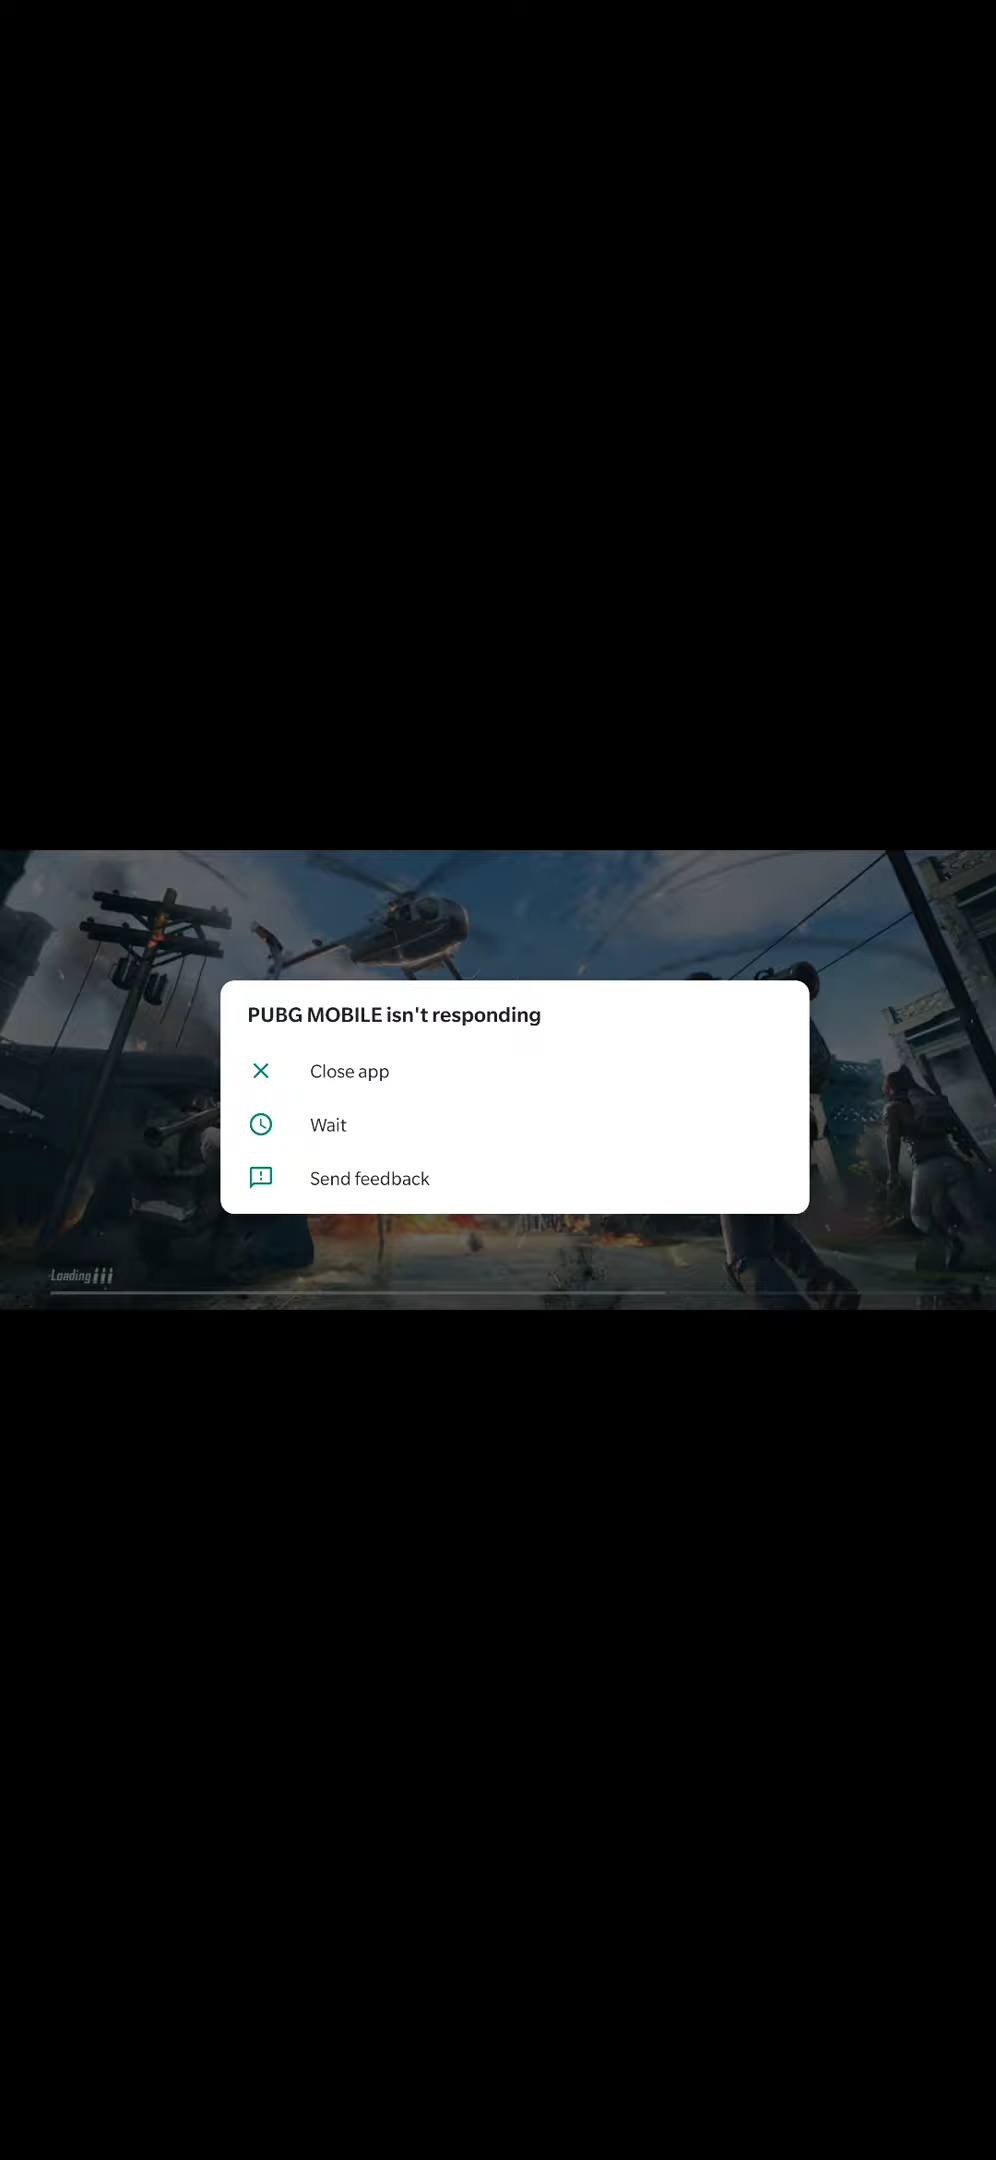 PUBG MOBILE isn't responding
Close app
Wait
Send feedback
Loading